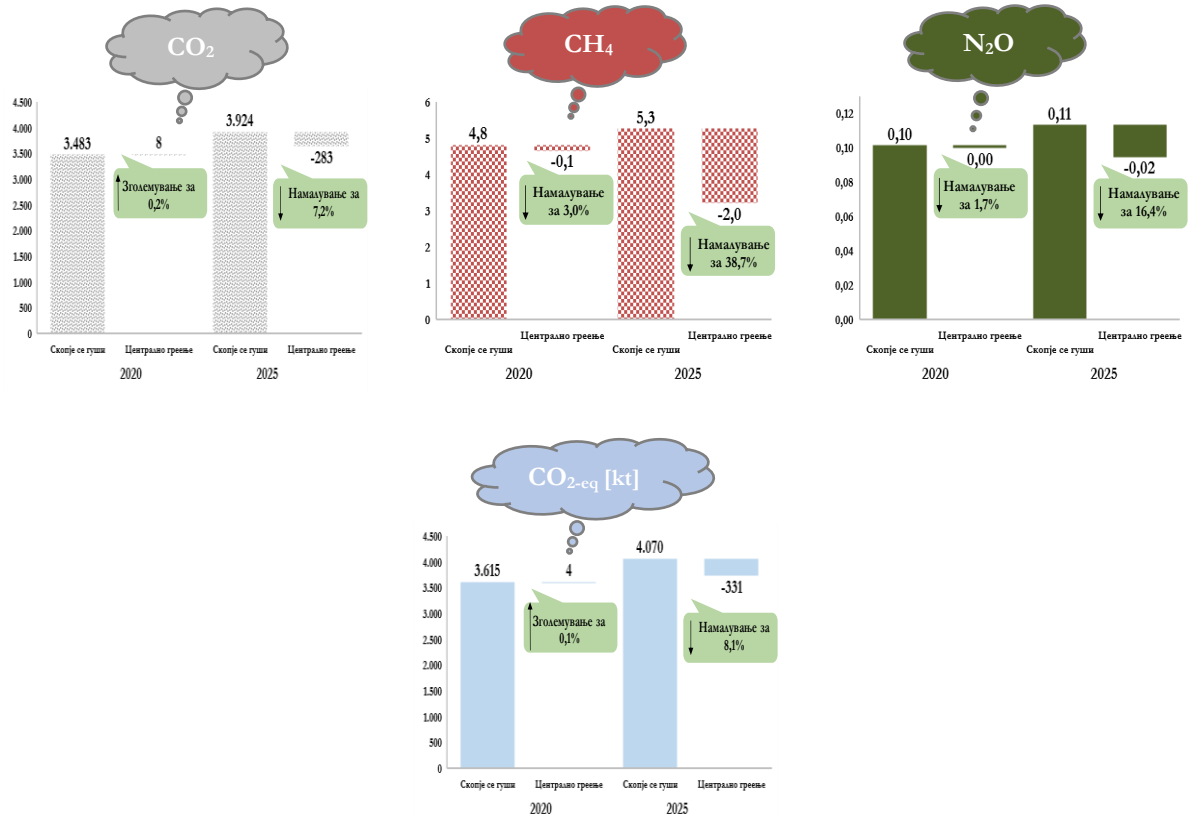 CO₂
4.500
4.000
3.500
3.000
2.500
2.000
1.500
1.000
500
0
3.483
8
3.924
-283
Зголемување за
0,2%
Намалување за
7,2%
Скопје се гуши
Централно греење
Скопје се гуши
Централно греење
2020
2025
CH₄
6
5
4
3
2
1
0
4,8
-0,1
5,3
-2,0
Намалување
за 3,0%
Намалување
за 38,7%
Скопје се гуши
Централно греење
Скопје се гуши
Централно греење
2020
2025
N₂O
0,12
0,10
0,08
0,06
0,04
0,02
0,00
0,10
0,00
0,11
-0,02
Намалување
за 1,7%
Намалување
за 16,4%
Скопје се гуши
Централно греење
Скопје се гуши
Централно греење
2020
2025
CO₂-eq [kt]
4.500
4.000
3.500
3.000
2.500
2.000
1.500
1.000
500
0
3.615
4
4.070
-331
Зголемување за
0,1%
Намалување за
8,1%
Скопје се гуши
Централно греење
Скопје се гуши
Централно греење
2020
2025